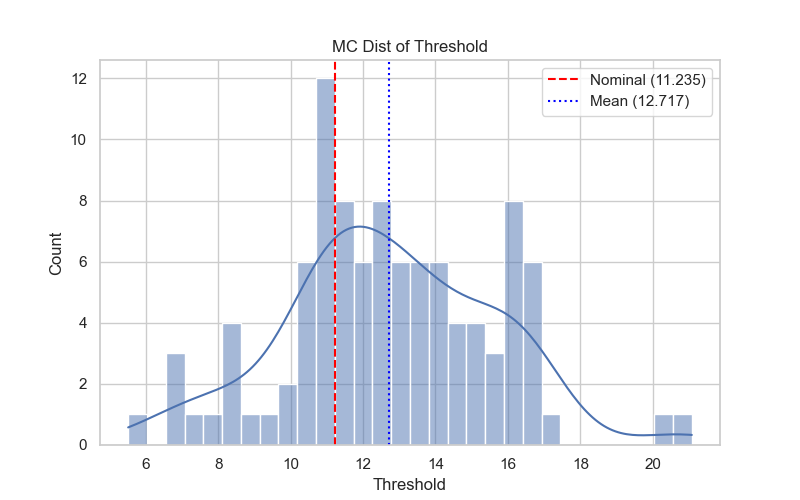 MC Dist of Threshold
Nominal (11.235)
Mean (12.717)
Count
12
10
8
6
4
2
0
6 8 10 12 14 16 18 20
Threshold